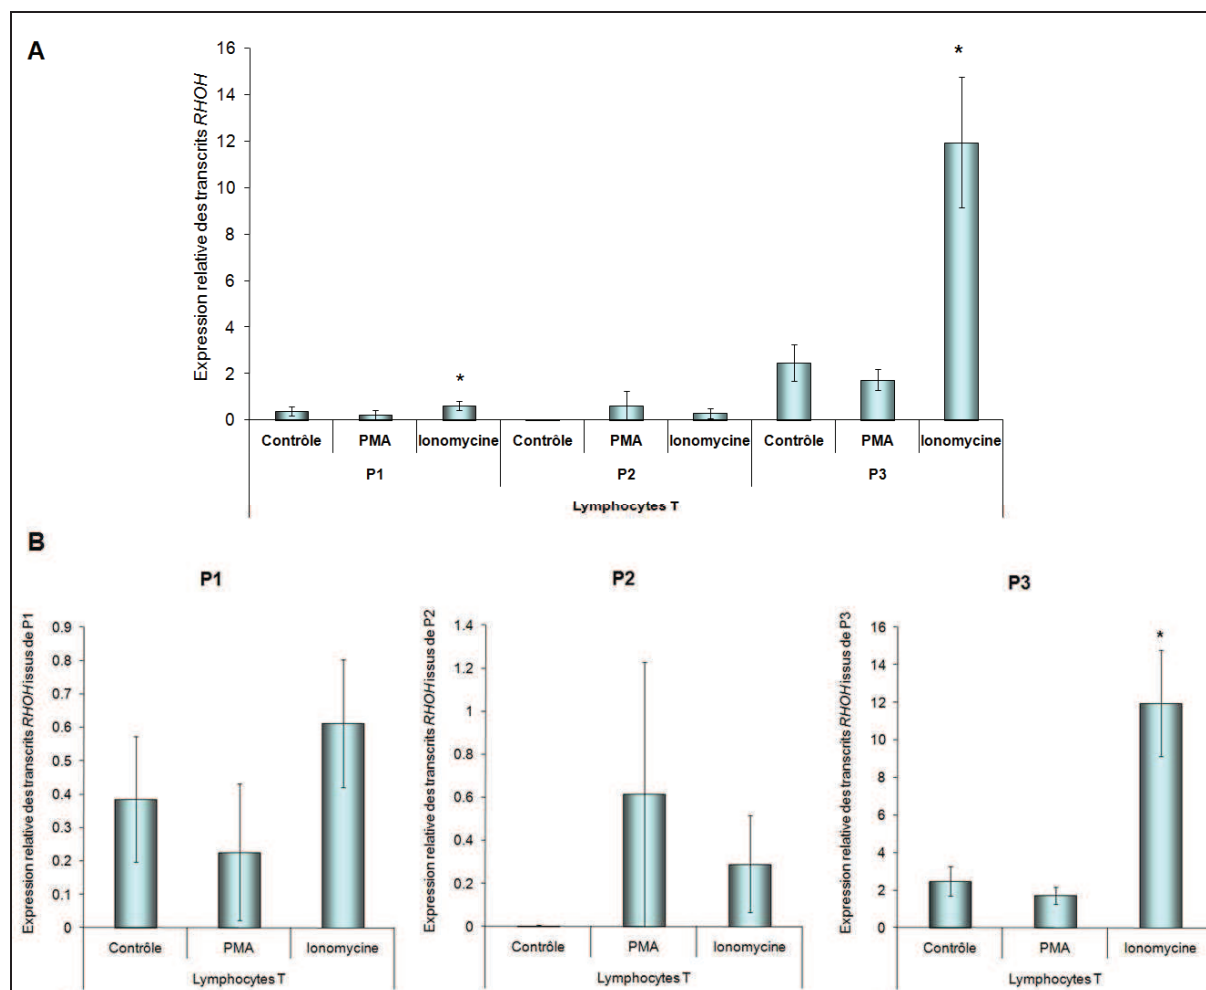 A
Expression relative des transcrits RHOH
16
14
12
10
8
6
4
2
0
*
*
Contrôle PMA Ionomycine Contrôle PMA Ionomycine Contrôle PMA Ionomycine
P1 P2 P3
Lymphocytes T
B
P1
Expression relative des transcrits RHOH issus de P1
0.9
0.8
0.7
0.6
0.5
0.4
0.3
0.2
0.1
0
Contrôle PMA Ionomycine
Lymphocytes T
P2
Expression relative des transcrits RHOH issus de P2
1.4
1.2
1
0.8
0.6
0.4
0.2
0
Contrôle PMA Ionomycine
Lymphocytes T
P3
Expression relative des transcrits RHOH issus de P3
16
14
12
10
8
6
4
2
0
*
Contrôle PMA Ionomycine
Lymphocytes T